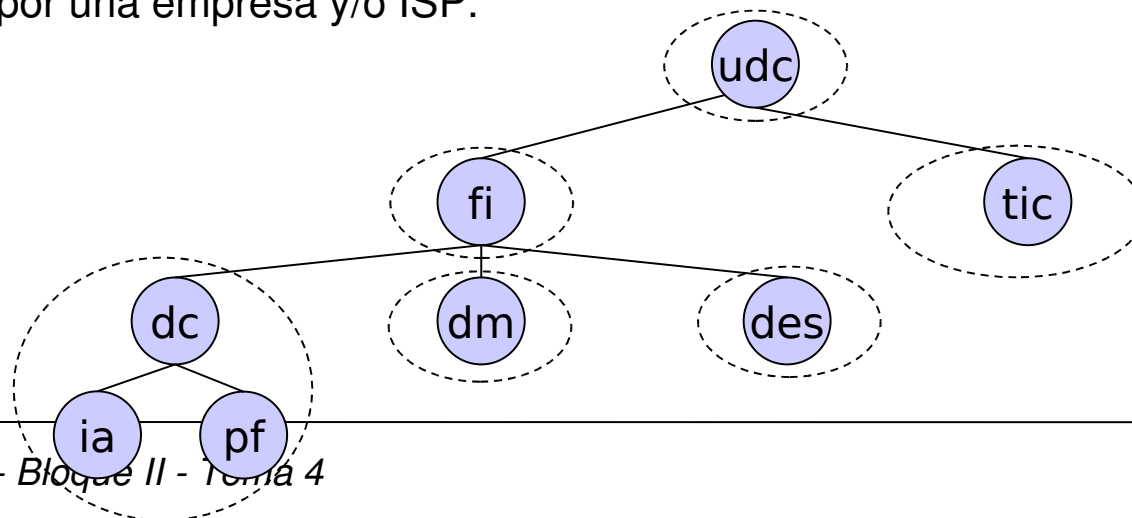 por una empresa y/o ISP.
udc
fi
tic
dc
dm
des
ia
pf
- Bloque II - Tema 4